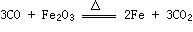 3CO + Fe₂O₃ ══△══ 2Fe + 3CO₂